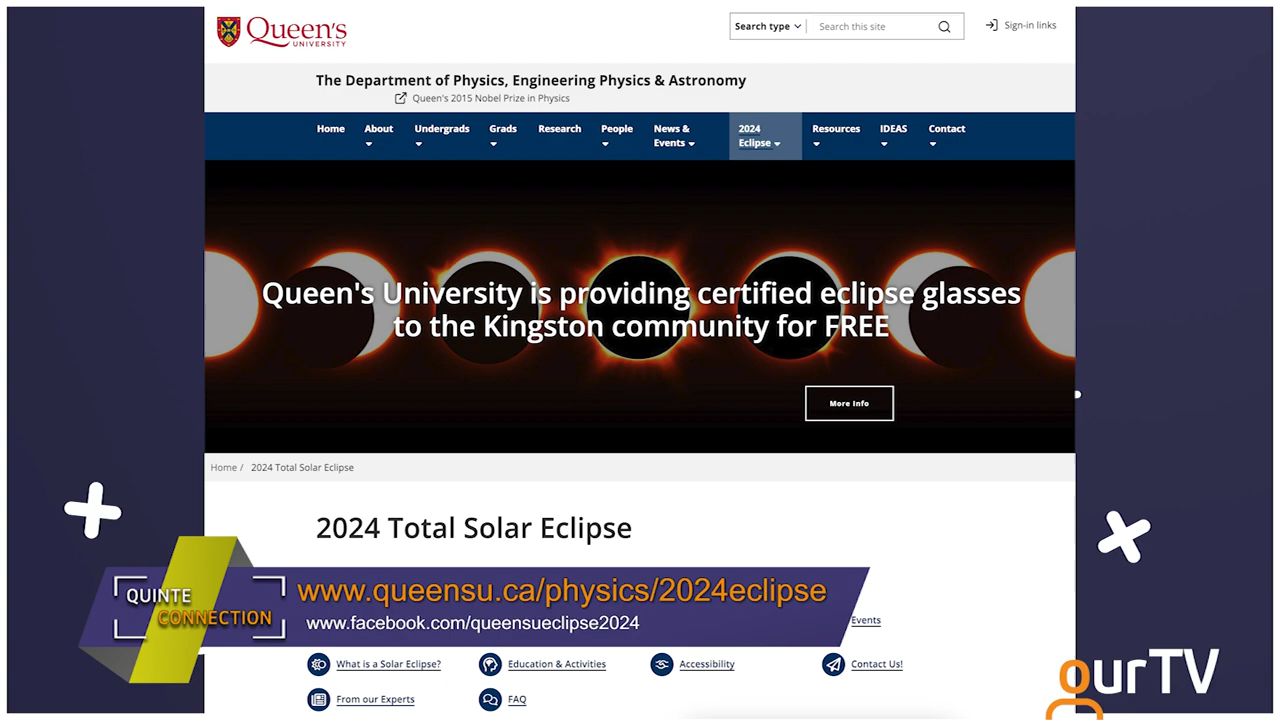 Queen's
UNIVERSITY
Search type
Search this site
Sign-in links
The Department of Physics, Engineering Physics & Astronomy
Queen's 2015 Nobel Prize in Physics
Home
About
Undergrads
Grads
Research
People
News &
Events
2024
Eclipse
Resources
IDEAS
Contact
Queen's University is providing certified eclipse glasses
to the Kingston community for FREE
More Info
Home / 2024 Total Solar Eclipse
2024 Total Solar Eclipse
QUINTE
CONNECTION
www.queensu.ca/physics/2024eclipse
www.facebook.com/queensueclipse2024
Events
What is a Solar Eclipse?
Education & Activities
Accessibility
Contact Us!
From our Experts
FAQ
ourTV